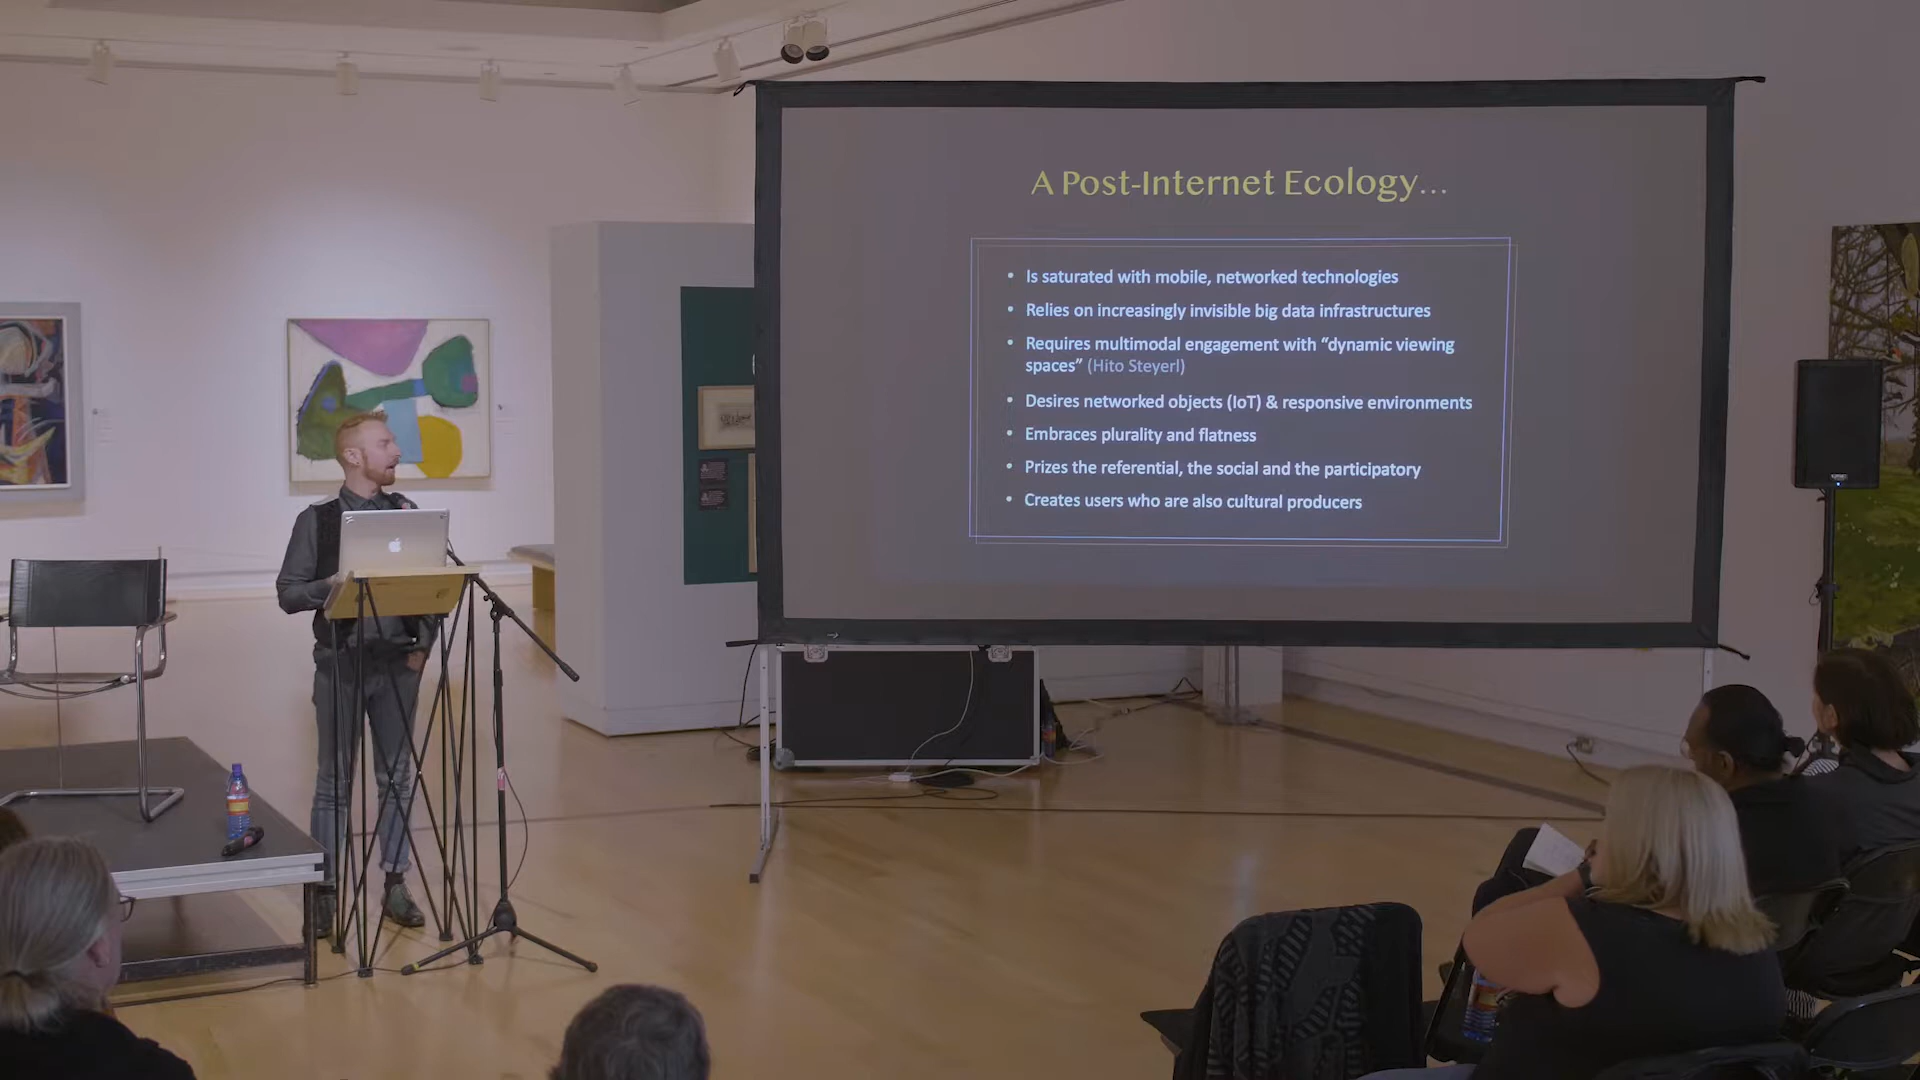 A Post-Internet Ecology...
• Is saturated with mobile, networked technologies
• Relies on increasingly invisible big data infrastructures
• Requires multimodal engagement with “dynamic viewing
spaces” (Hito Steyerl)
• Desires networked objects (IoT) & responsive environments
• Embraces plurality and flatness
• Prizes the referential, the social and the participatory
• Creates users who are also cultural producers